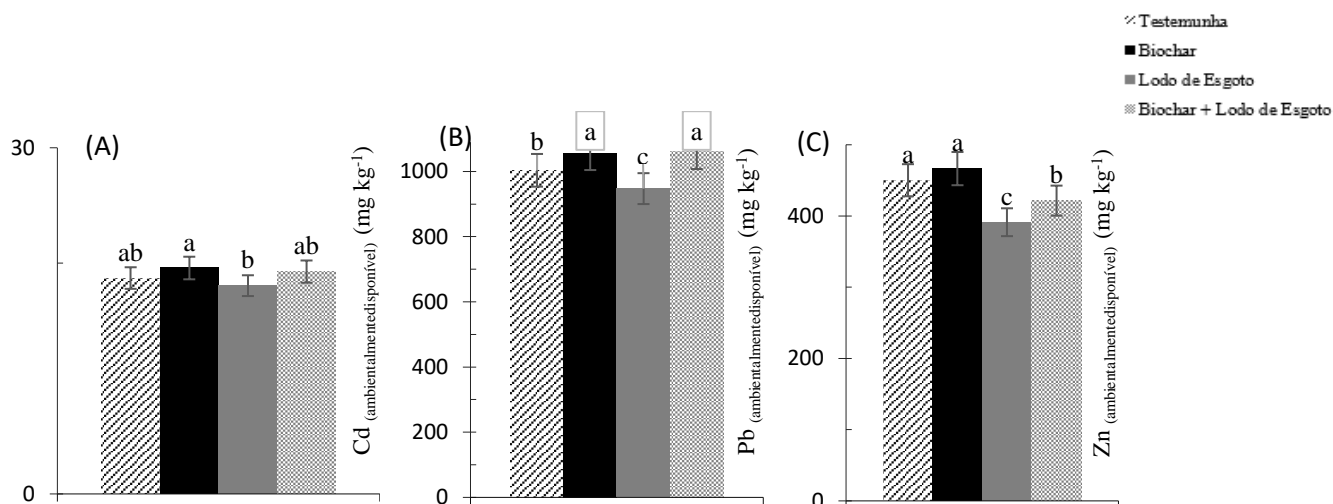 Testemunha
Biochar
Lodo de Esgoto
Biochar + Lodo de Esgoto
(A)
30
0
ab
a
b
ab
Cd (ambientalmentedisponível) (mg kg-1)
(B)
1000
800
600
400
200
0
b
a
c
a
Pb (ambientalmentedisponível) (mg kg-1)
(C)
400
200
0
a
a
c
b
Zn (ambientalmentedisponível) (mg kg-1)